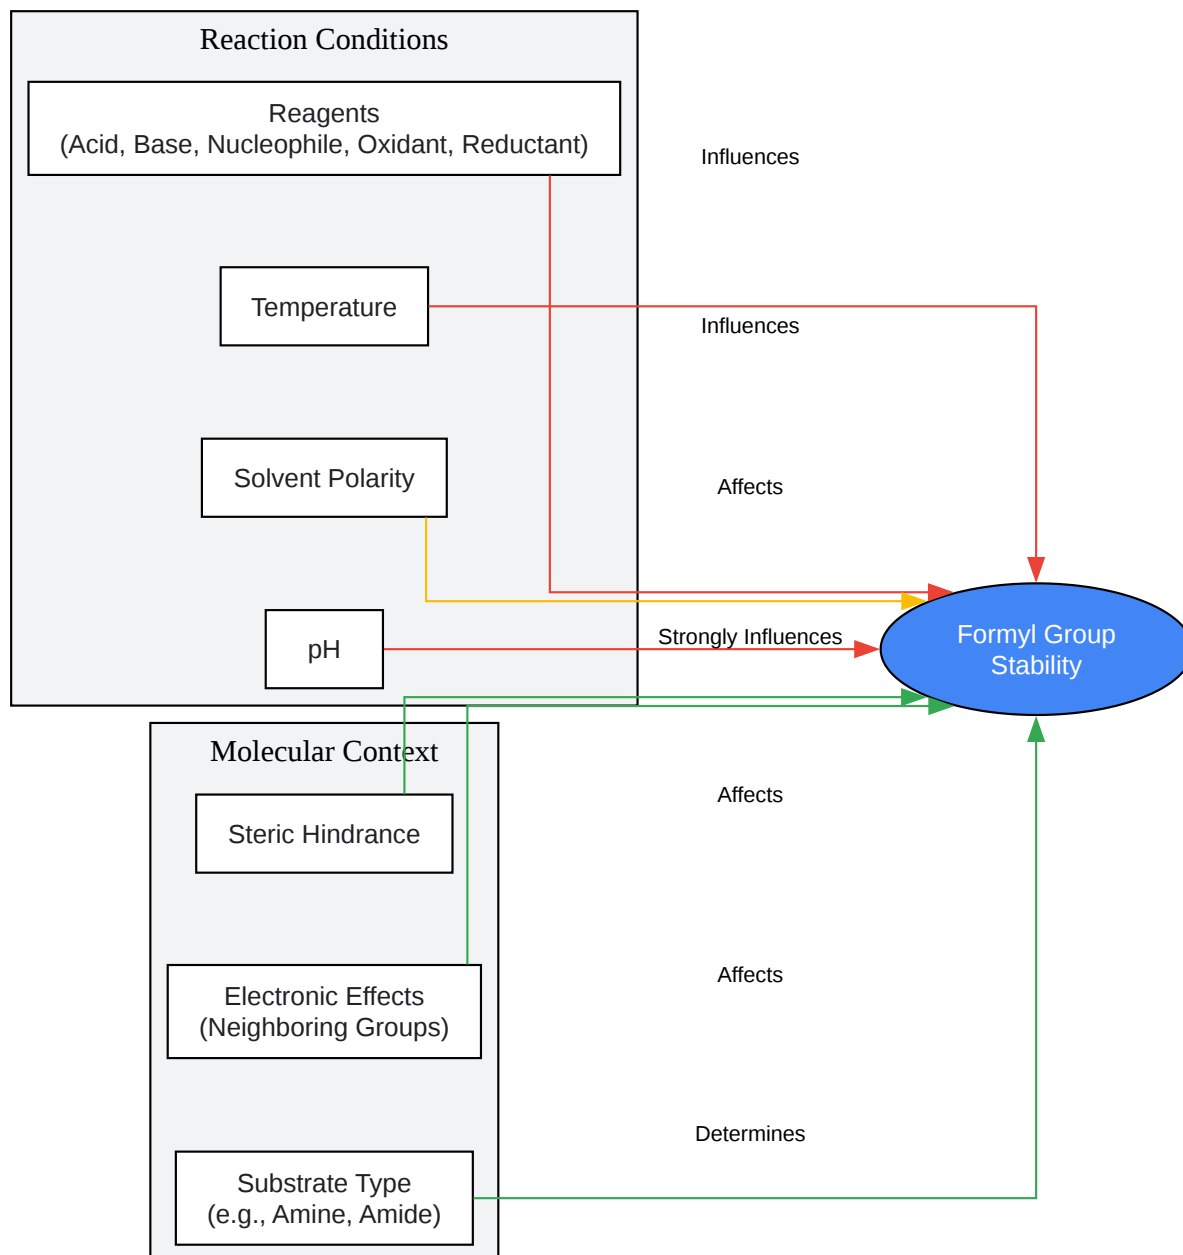 Reaction Conditions
Reagents
(Acid, Base, Nucleophile, Oxidant, Reductant)
Influences
Temperature
Influences
Solvent Polarity
Affects
pH
Strongly Influences
Formyl Group
Stability
Molecular Context
Steric Hindrance
Affects
Electronic Effects
(Neighboring Groups)
Affects
Substrate Type
(e.g., Amine, Amide)
Determines